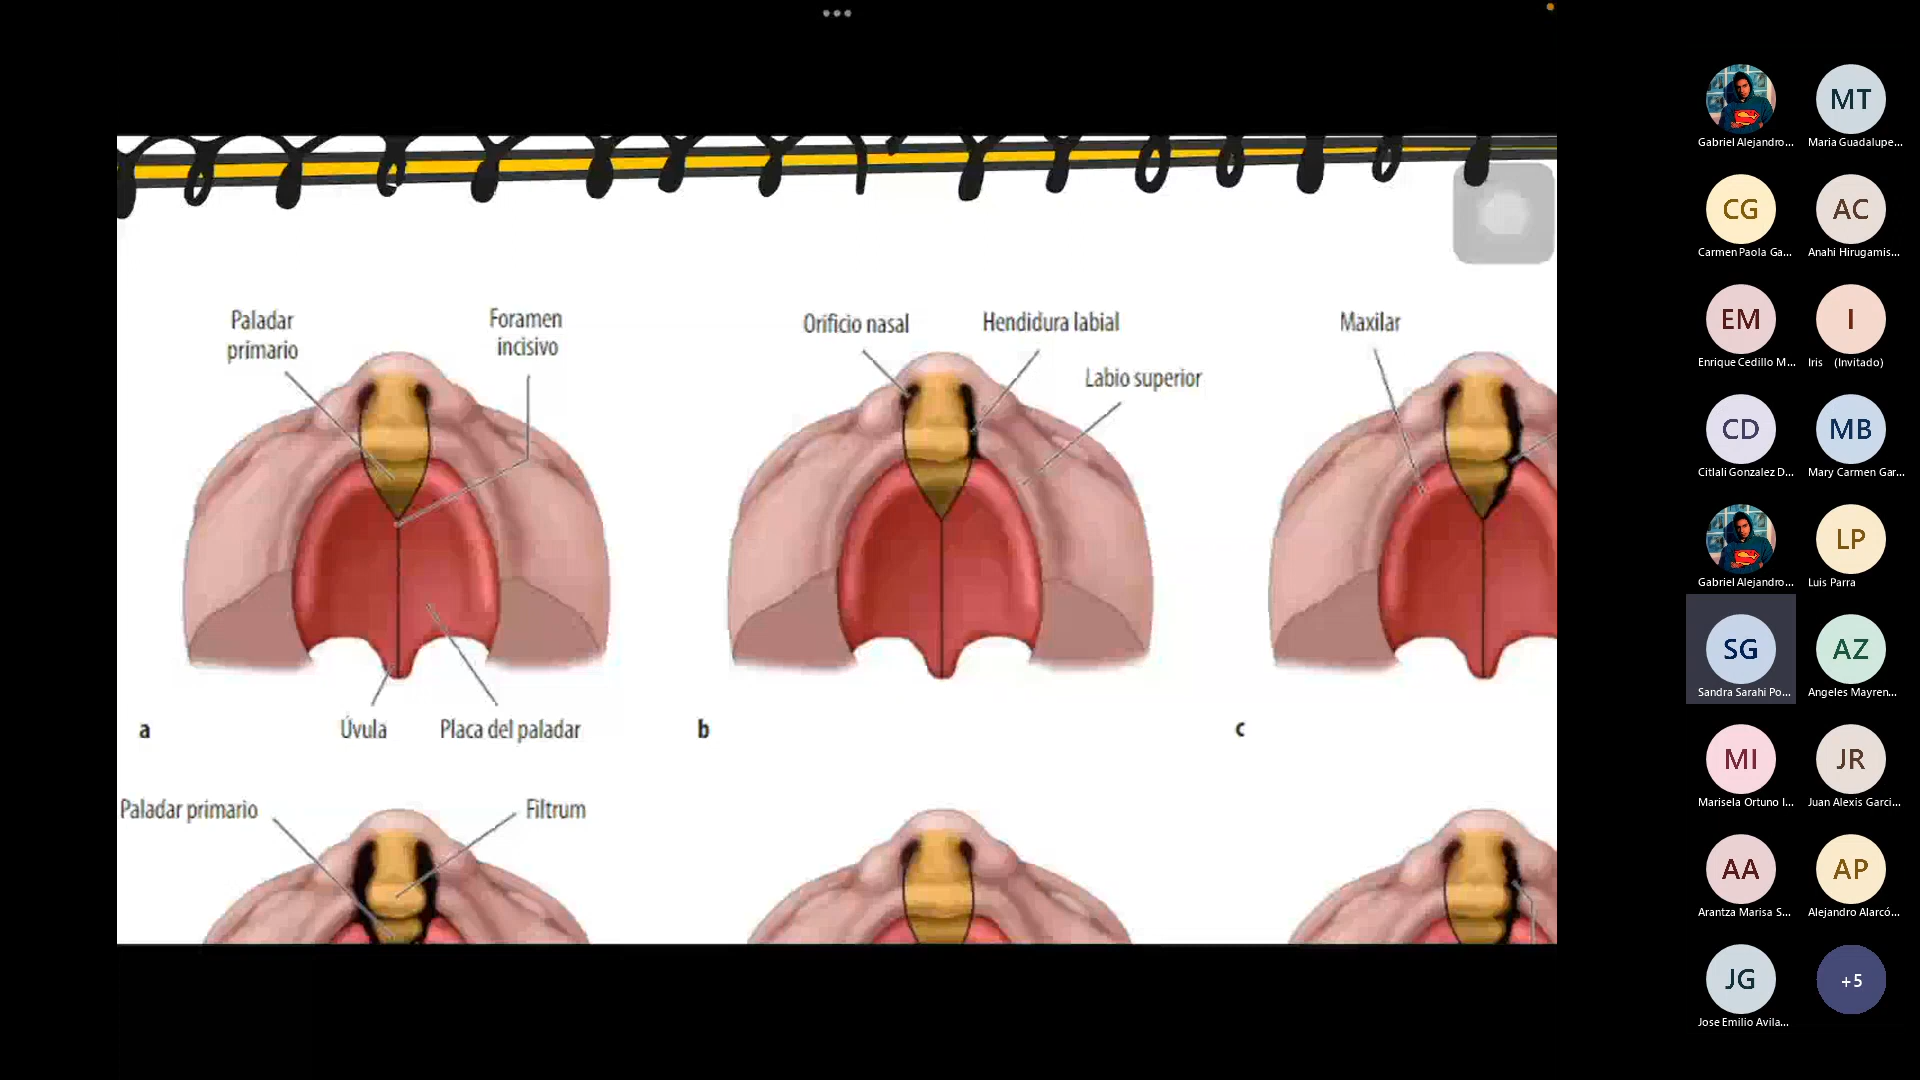 Paladar
primario
Foramen
incisivo
Orificio nasal
Hendidura labial
Labio superior
Maxilar
a
Úvula
Placa del paladar
b
c
Paladar primario
Filtrum
Gabriel Alejandro...
MT
Maria Guadalupe...
CG
Carmen Paola Ga...
AC
Anahi Hirugamis...
EM
Enrique Cedillo M...
I
Iris (Invitado)
CD
Citlali Gonzalez D...
MB
Mary Carmen Gar...
Gabriel Alejandro...
LP
Luis Parra
SG
Sandra Sarahi Po...
AZ
Angeles Mayren...
MI
Marisela Ortuno I...
JR
Juan Alexis Garci...
AA
Arantza Marisa S...
AP
Alejandro Alarcó...
JG
Jose Emilio Avila...
+5